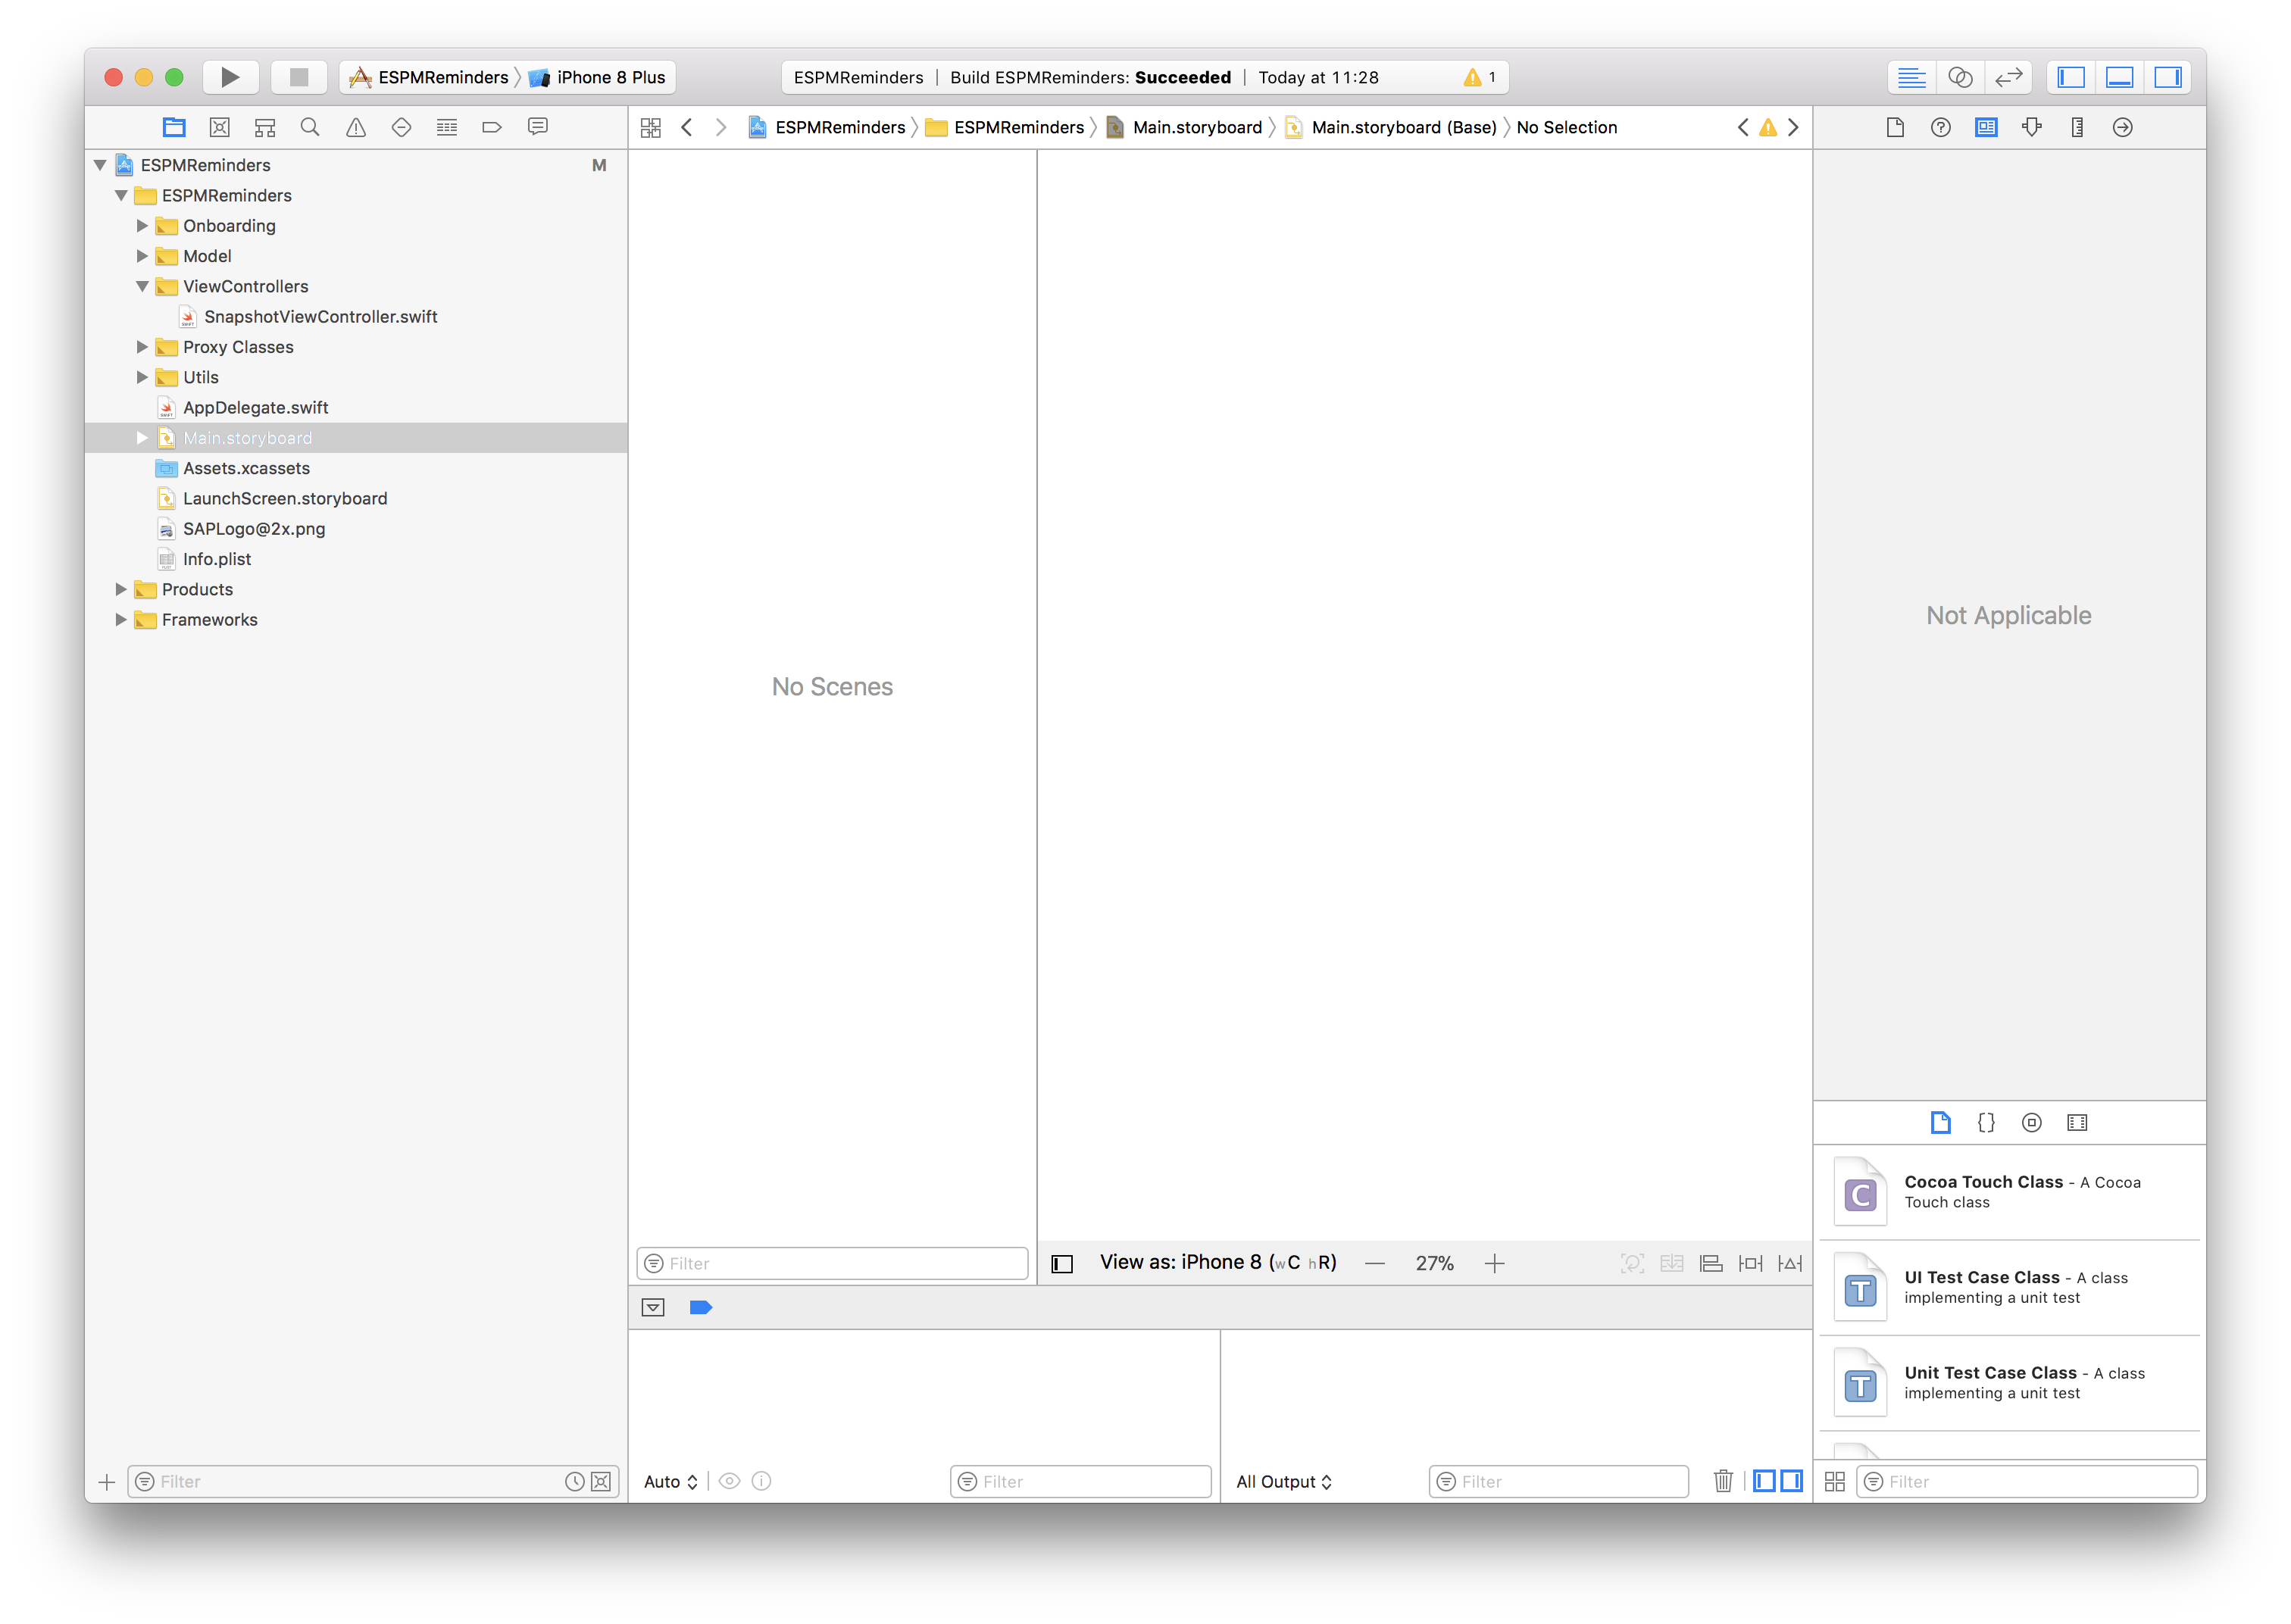 ESPMReminders iPhone 8 Plus
ESPMReminders | Build ESPMReminders: Succeeded | Today at 11:28
1
ESPMReminders ESPMReminders Main.storyboard Main.storyboard (Base) No Selection
ESPMReminders M
ESPMReminders
Onboarding
Model
ViewControllers
SnapshotViewController.swift
Proxy Classes
Utils
AppDelegate.swift
Main.storyboard
Assets.xcassets
LaunchScreen.storyboard
SAPLogo@2x.png
Info.plist
Products
Frameworks
Filter
No Scenes
Filter
View as: iPhone 8 (wC hR) — 27% +
Auto
Filter
All Output
Filter
Not Applicable
{}
C
Cocoa Touch Class - A Cocoa
Touch class
T
UI Test Case Class - A class
implementing a unit test
T
Unit Test Case Class - A class
implementing a unit test
Filter